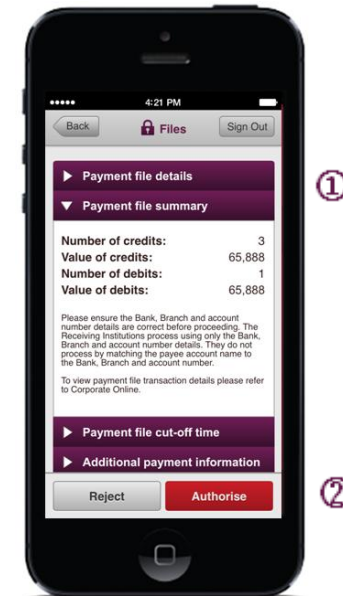 4:21 PM
Back Files Sign Out
Payment file details
①
Payment file summary
Number of credits: 3
Value of credits: 65,888
Number of debits: 1
Value of debits: 65,888
Please ensure the Bank, Branch and account
number details are correct before proceeding. The
Receiving Institutions process using only the Bank,
Branch and account number details. They do not
process by matching the payee account name to
the Bank, Branch and account number.
To view payment file transaction details please refer
to Corporate Online.
Payment file cut-off time
Additional payment information
Reject Authorise
②